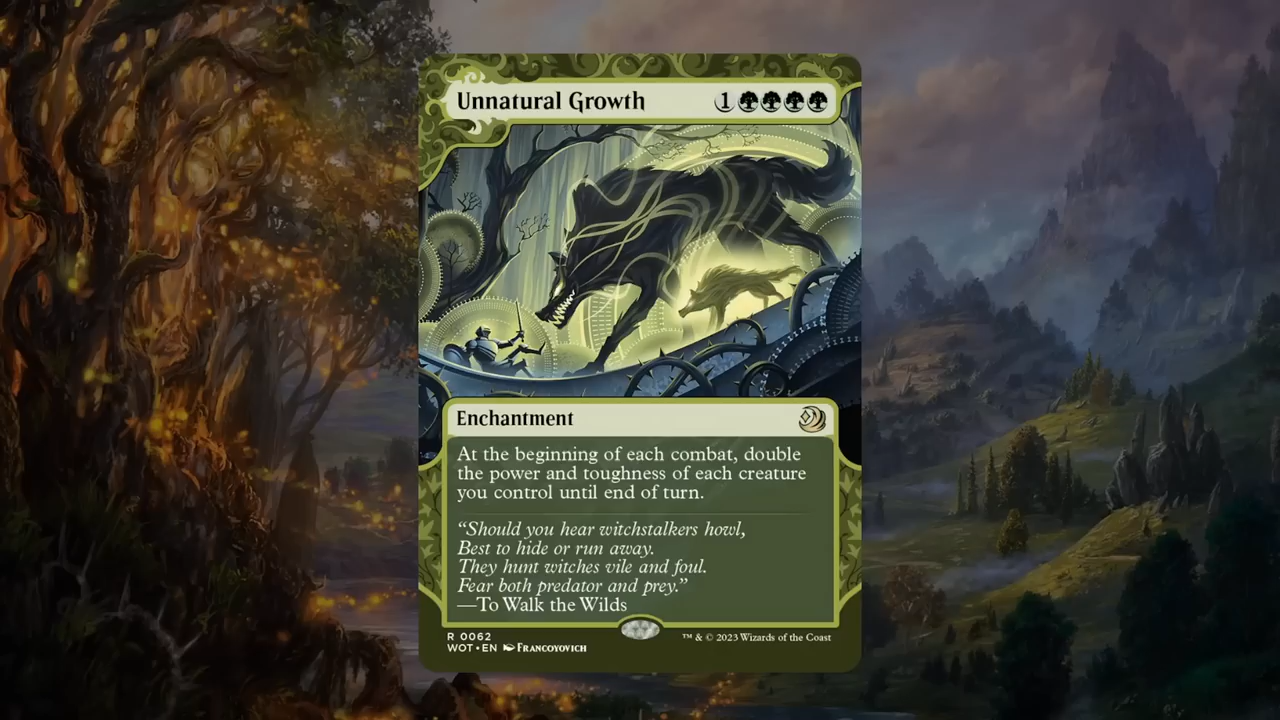 Unnatural Growth 1
Enchantment
At the beginning of each combat, double
the power and toughness of each creature
you control until end of turn.
“Should you hear witchstalkers howl,
Best to hide or run away.
They hunt witches vile and foul.
Fear both predator and prey.”
—To Walk the Wilds
R 0062
WOT • EN Francoyovich
™ & © 2023 Wizards of the Coast